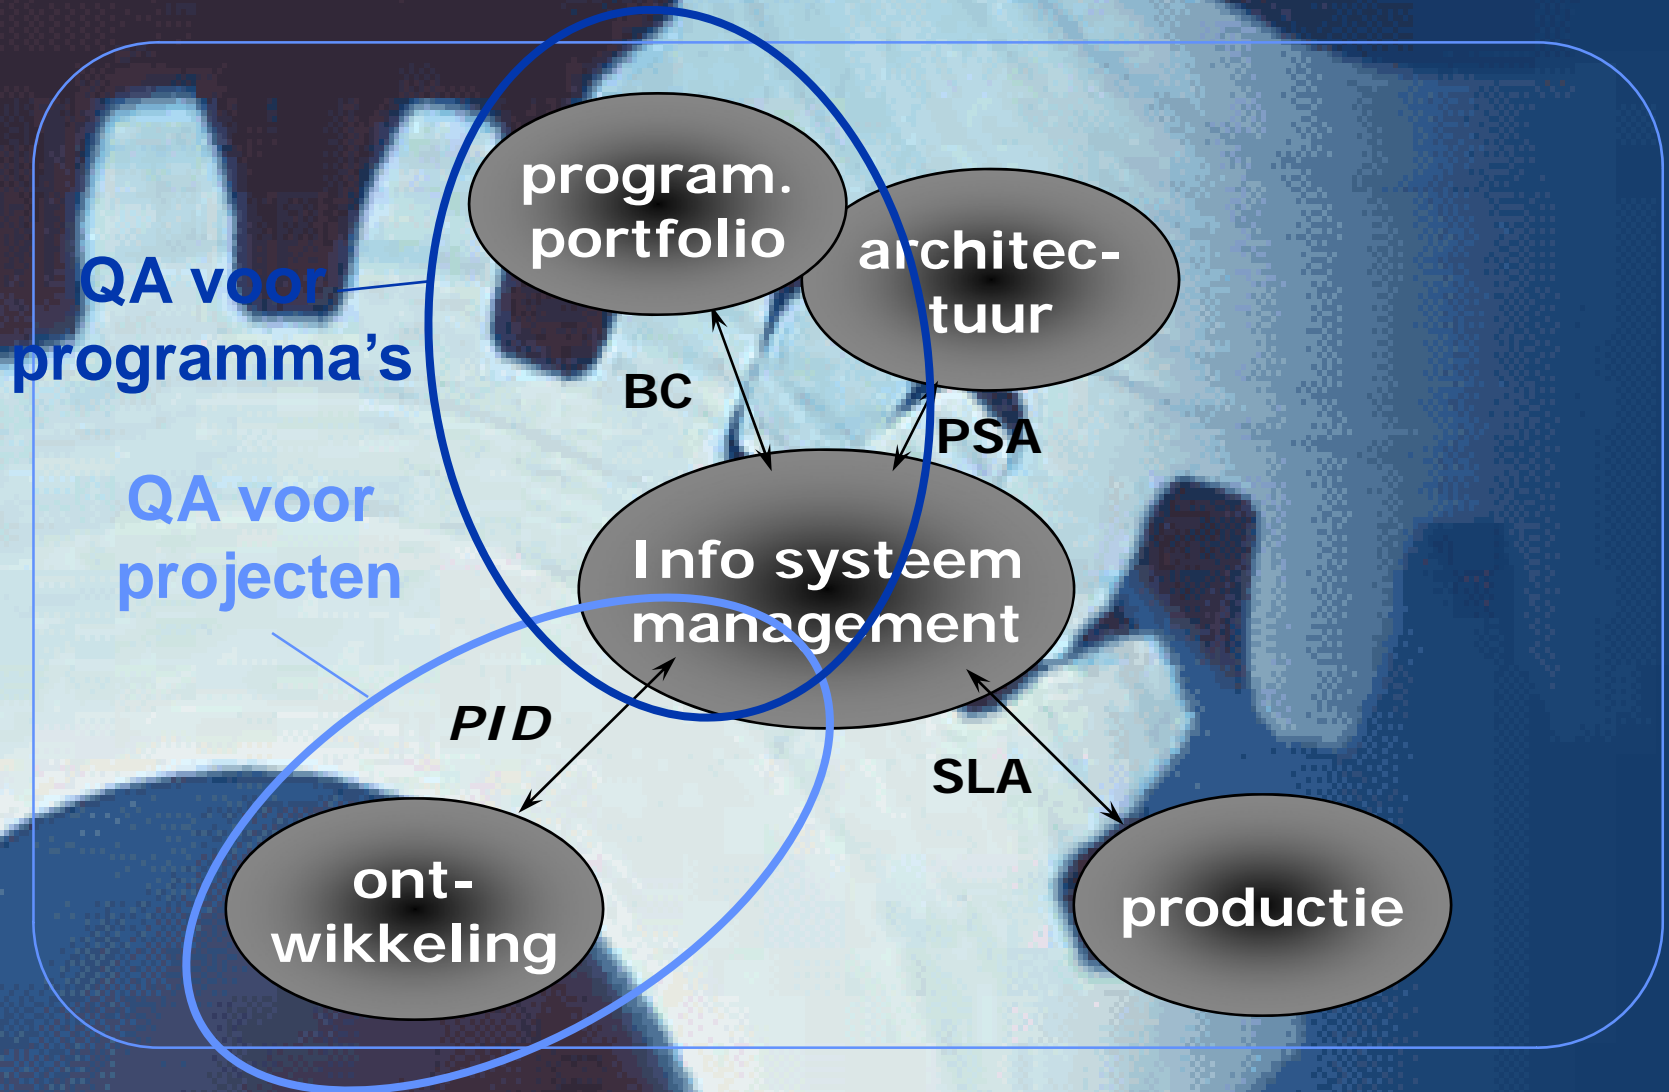 program.
portfolio
architec-
tuur
QA voor
programma's
BC
PSA
QA voor
projecten
Info systeem
management
PID
SLA
ont-
wikkeling
productie